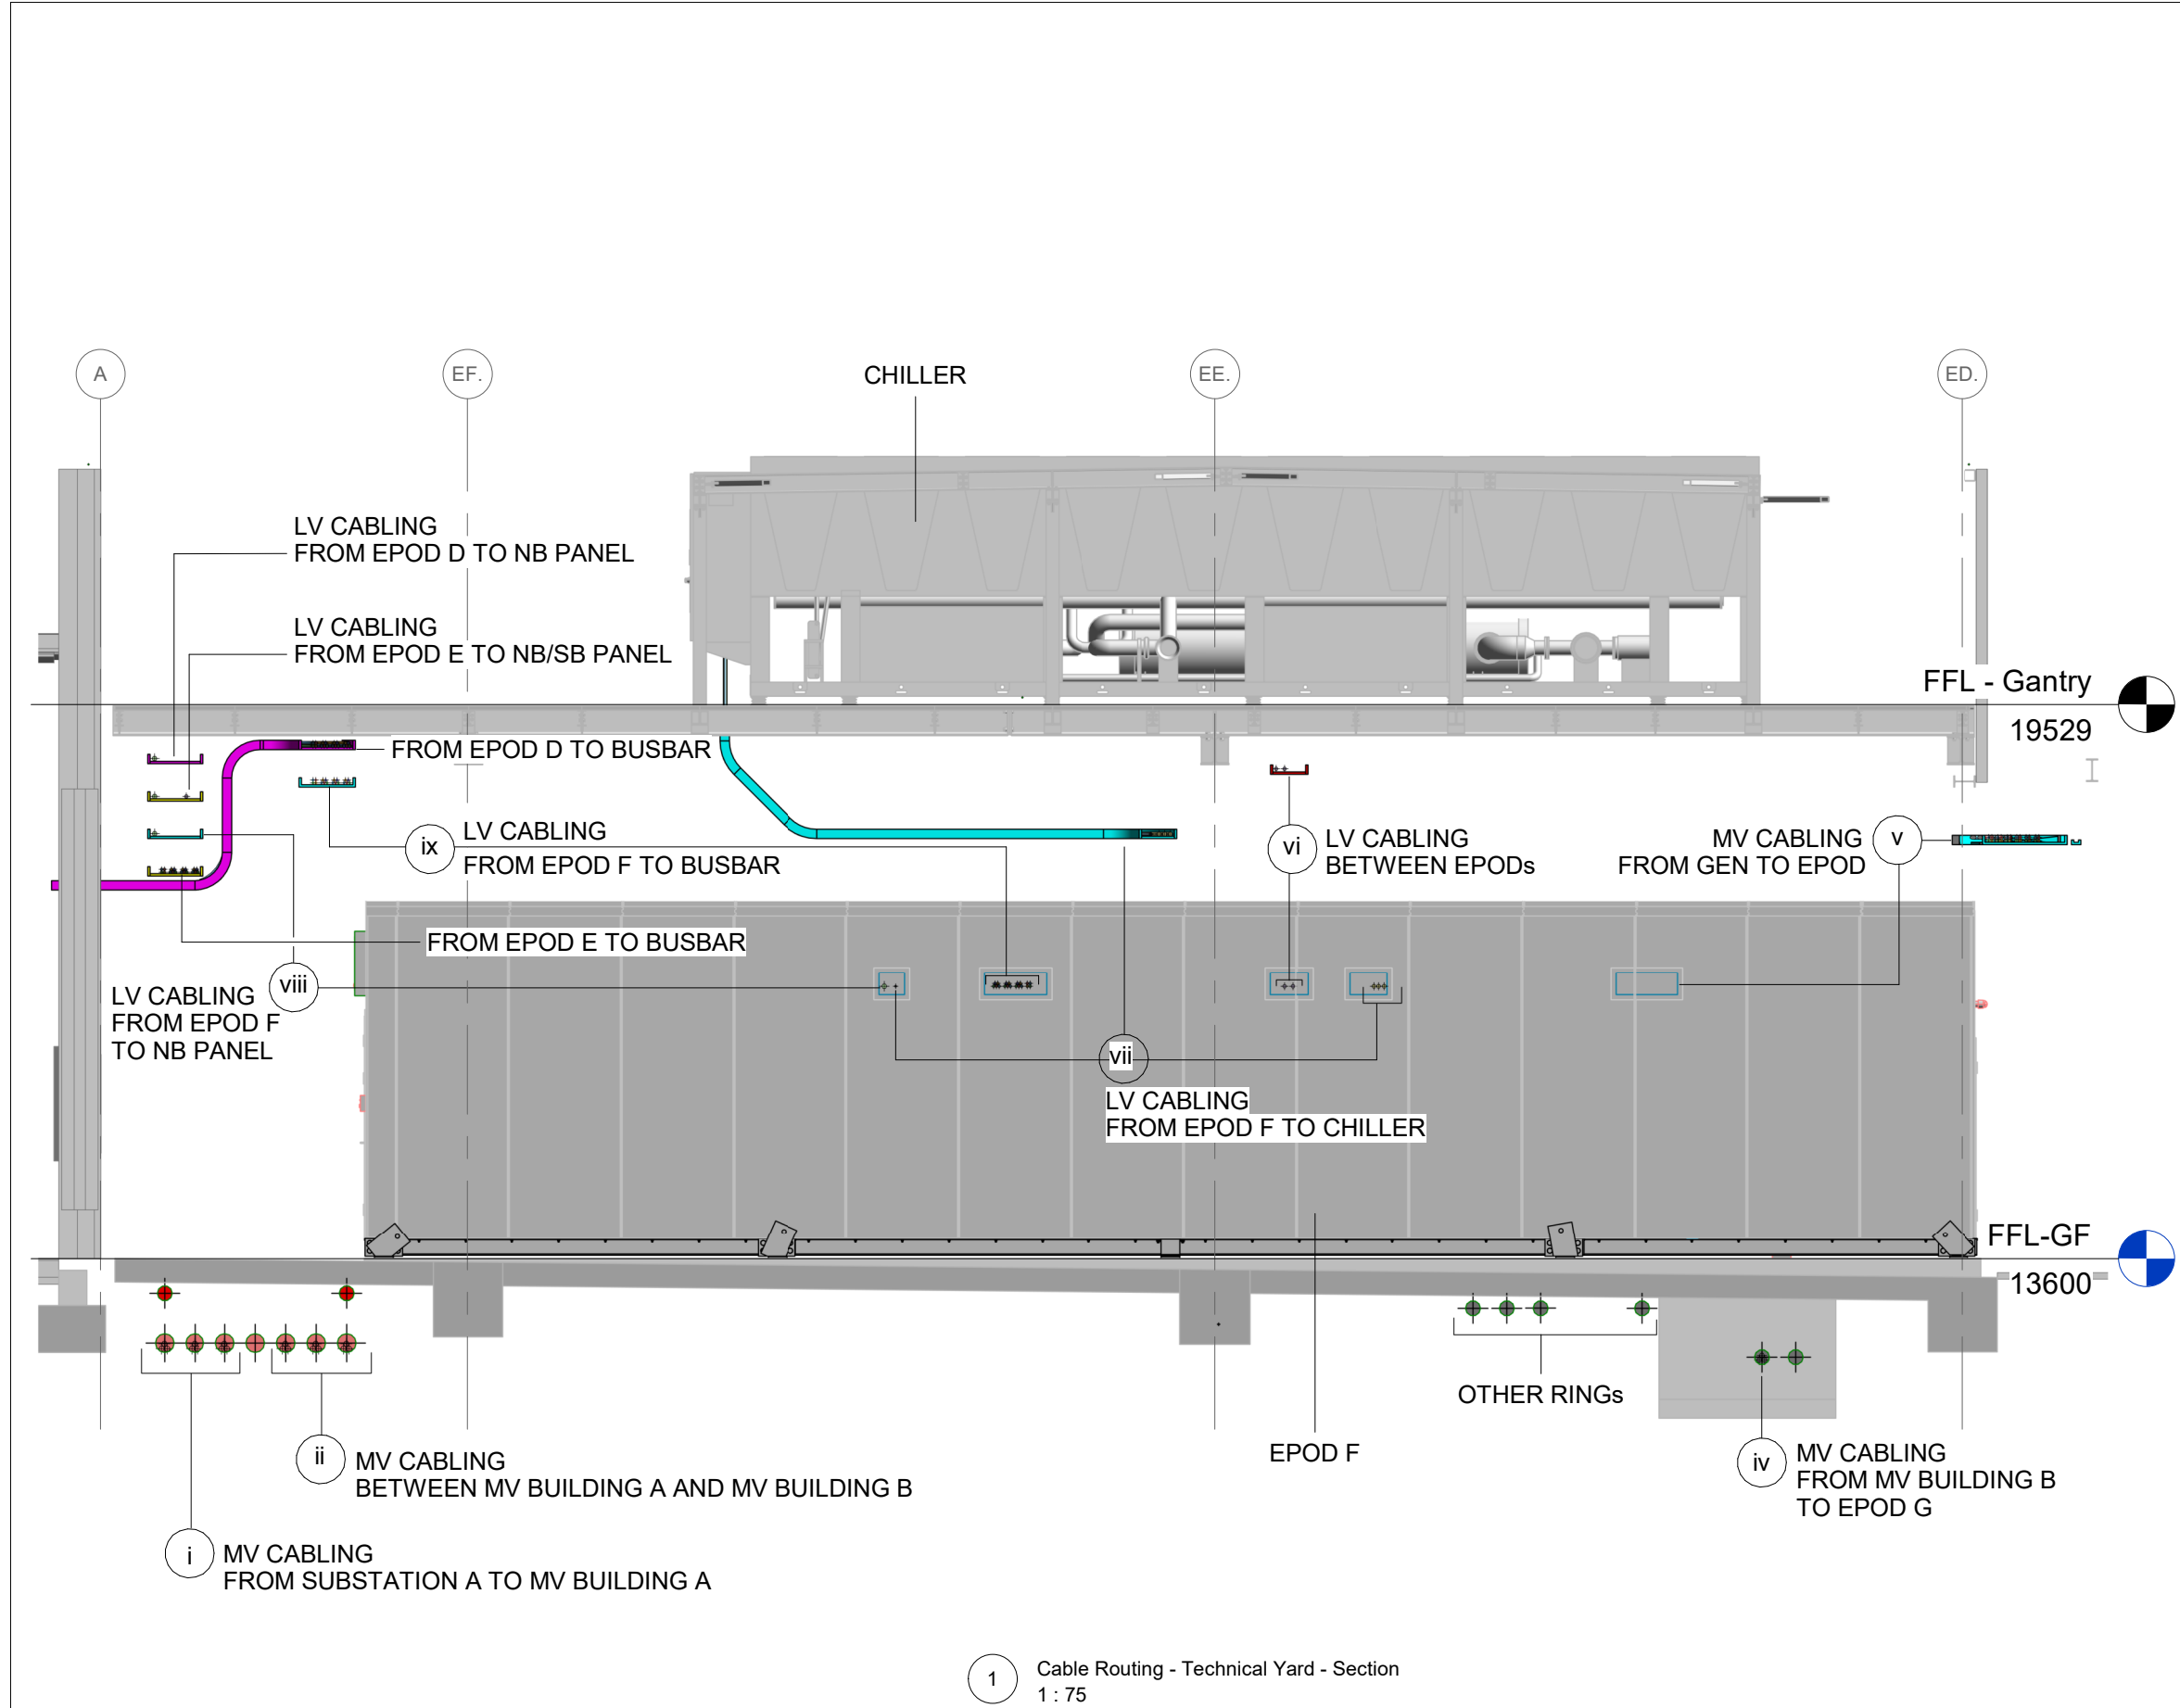 A
EF.
CHILLER
EE.
ED.
LV CABLING
FROM EPOD D TO NB PANEL
LV CABLING
FROM EPOD E TO NB/SB PANEL
FFL - Gantry
19529
FROM EPOD D TO BUSBAR
ix
LV CABLING
FROM EPOD F TO BUSBAR
vi
LV CABLING
BETWEEN EPODs
MV CABLING
FROM GEN TO EPOD
v
FROM EPOD E TO BUSBAR
viii
LV CABLING
FROM EPOD F
TO NB PANEL
vii
LV CABLING
FROM EPOD F TO CHILLER
FFL-GF
13600
OTHER RINGs
EPOD F
ii
MV CABLING
BETWEEN MV BUILDING A AND MV BUILDING B
iv
MV CABLING
FROM MV BUILDING B
TO EPOD G
i
MV CABLING
FROM SUBSTATION A TO MV BUILDING A
1
Cable Routing - Technical Yard - Section
1 : 75